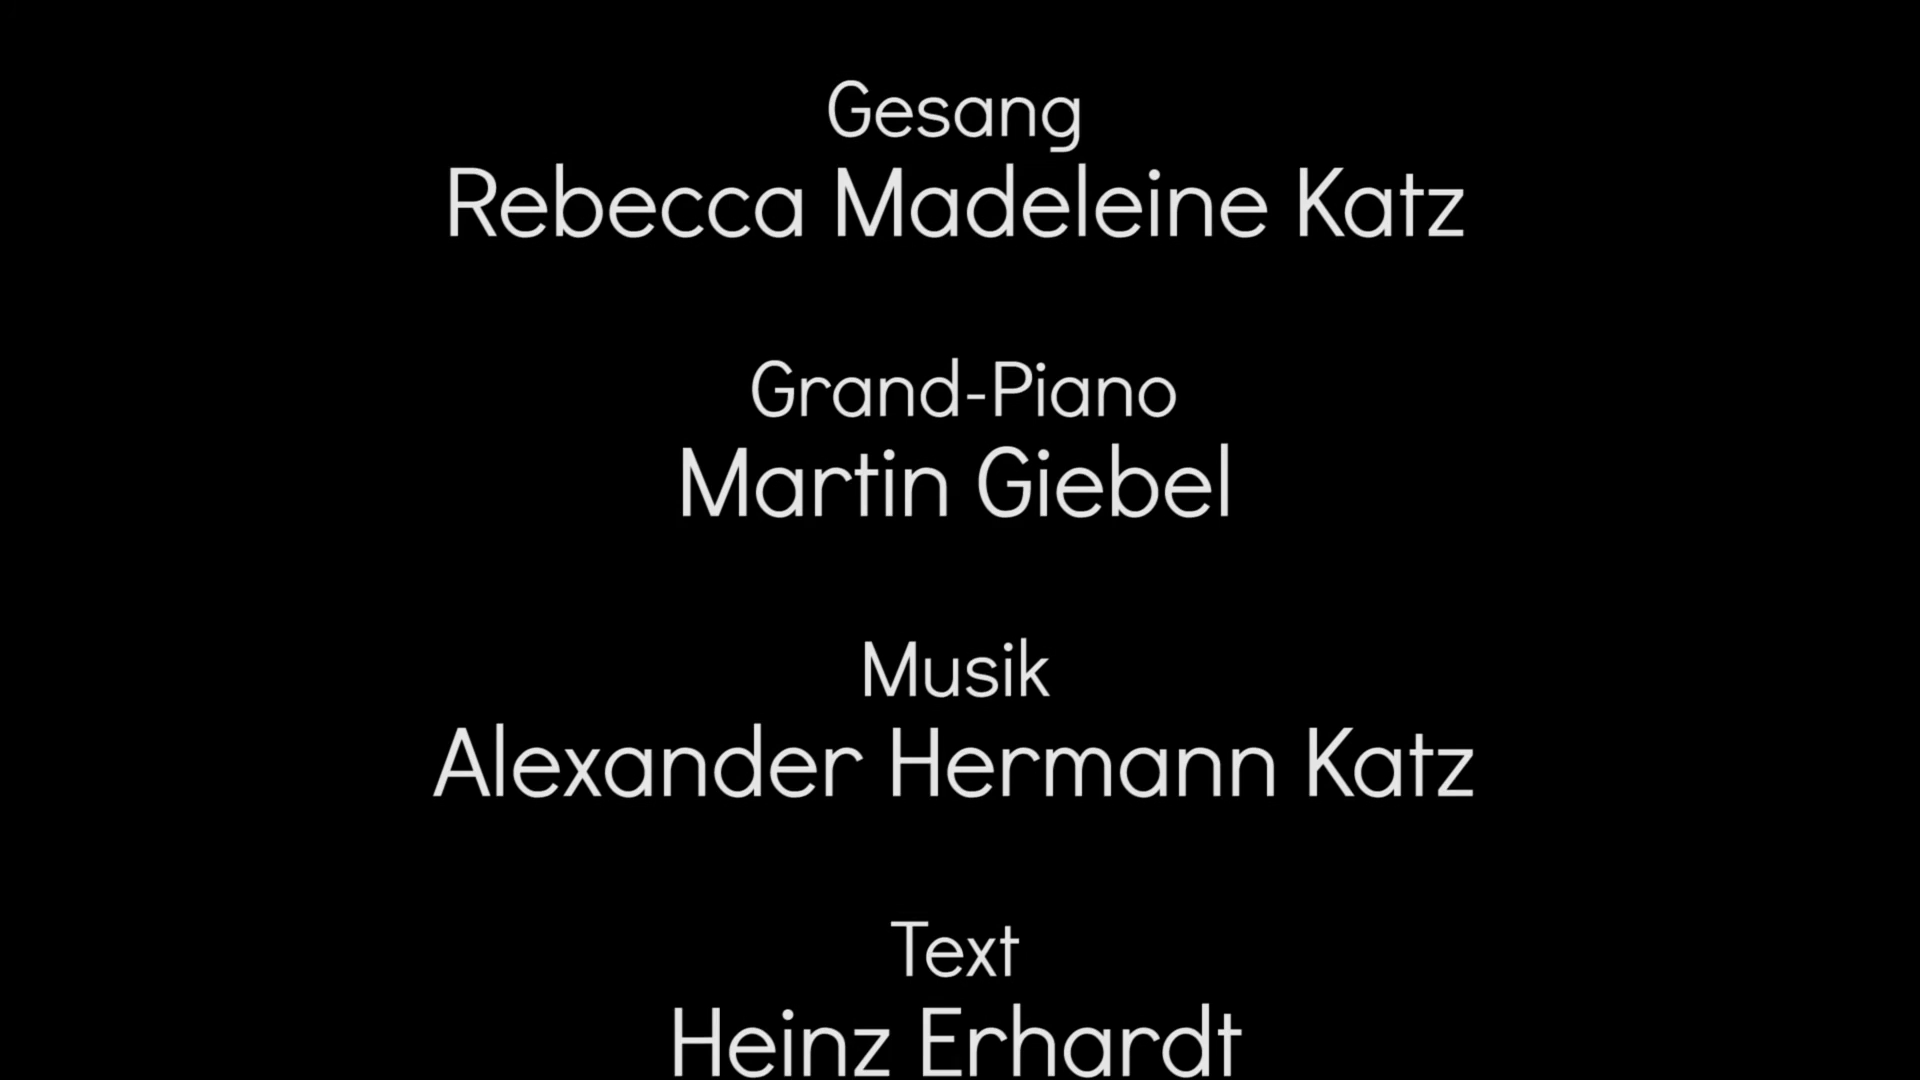 Gesang
Rebecca Madeleine Katz
Grand-Piano
Martin Giebel
Musik
Alexander Hermann Katz
Text
Heinz Erhardt